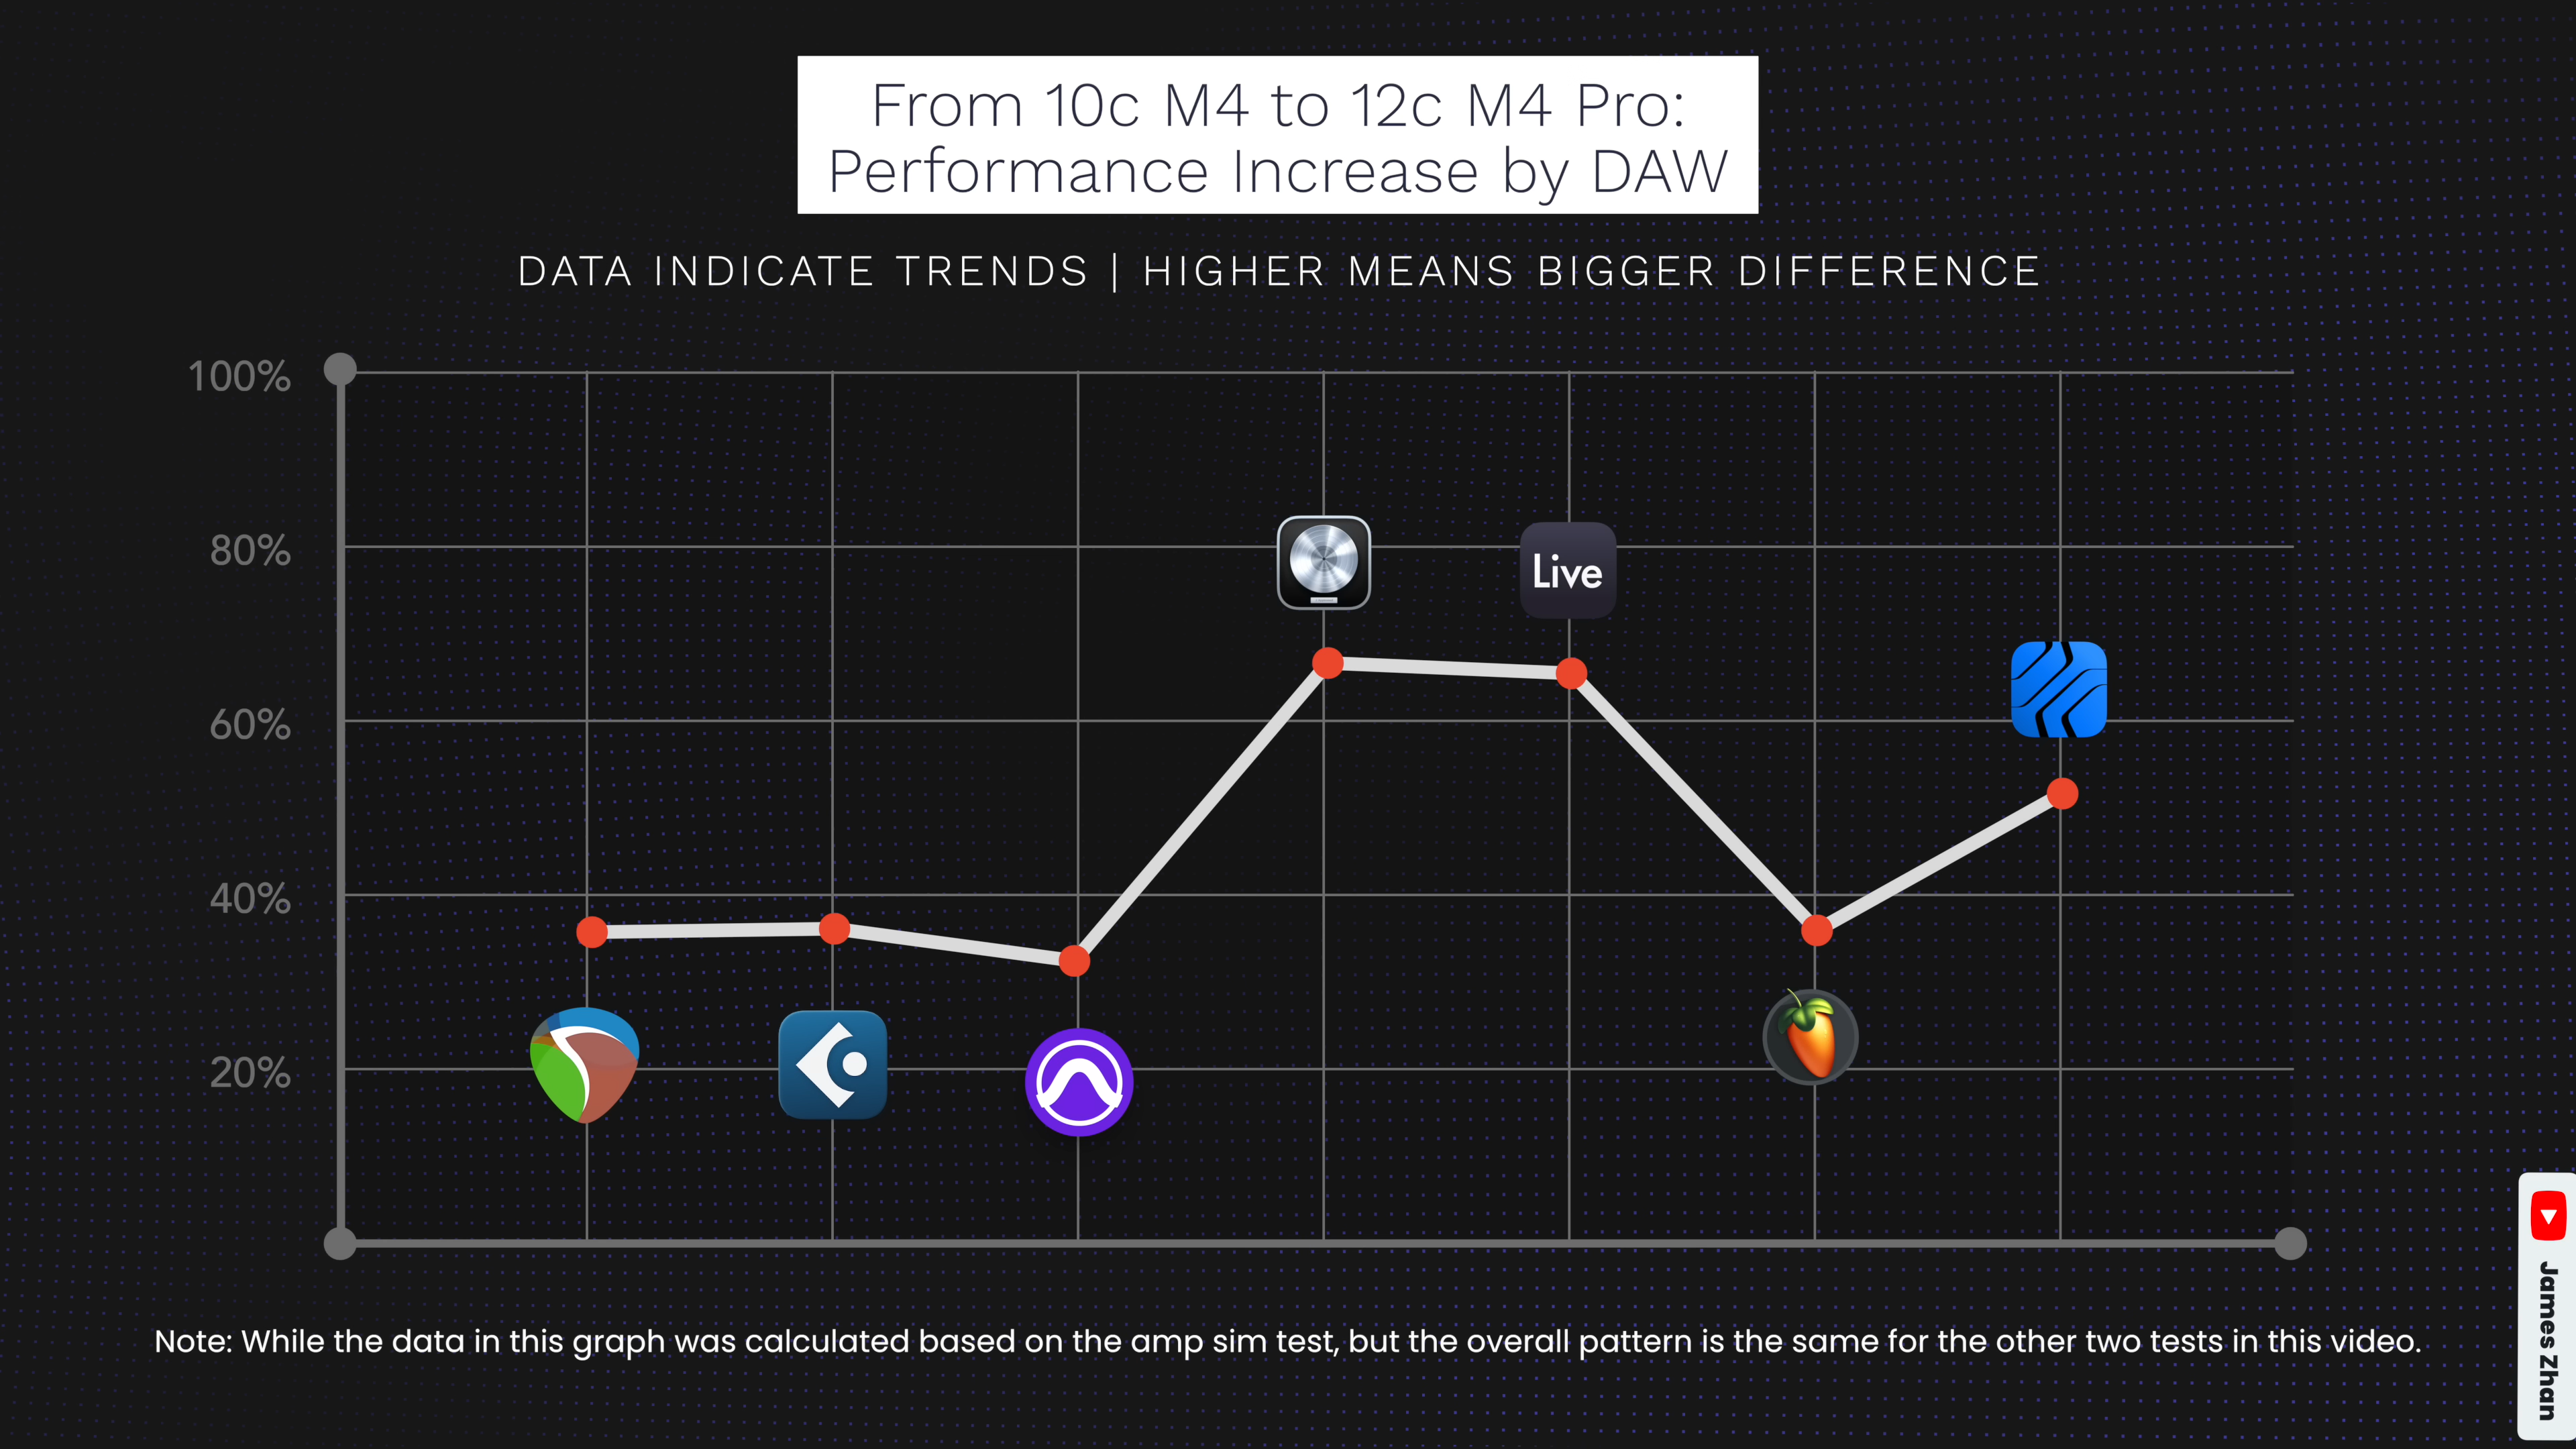 From 10c M4 to 12c M4 Pro:
Performance Increase by DAW
DATA INDICATE TRENDS | HIGHER MEANS BIGGER DIFFERENCE
100%
80%
60%
40%
20%
Live
Note: While the data in this graph was calculated based on the amp sim test, but the overall pattern is the same for the other two tests in this video.
James Zhan